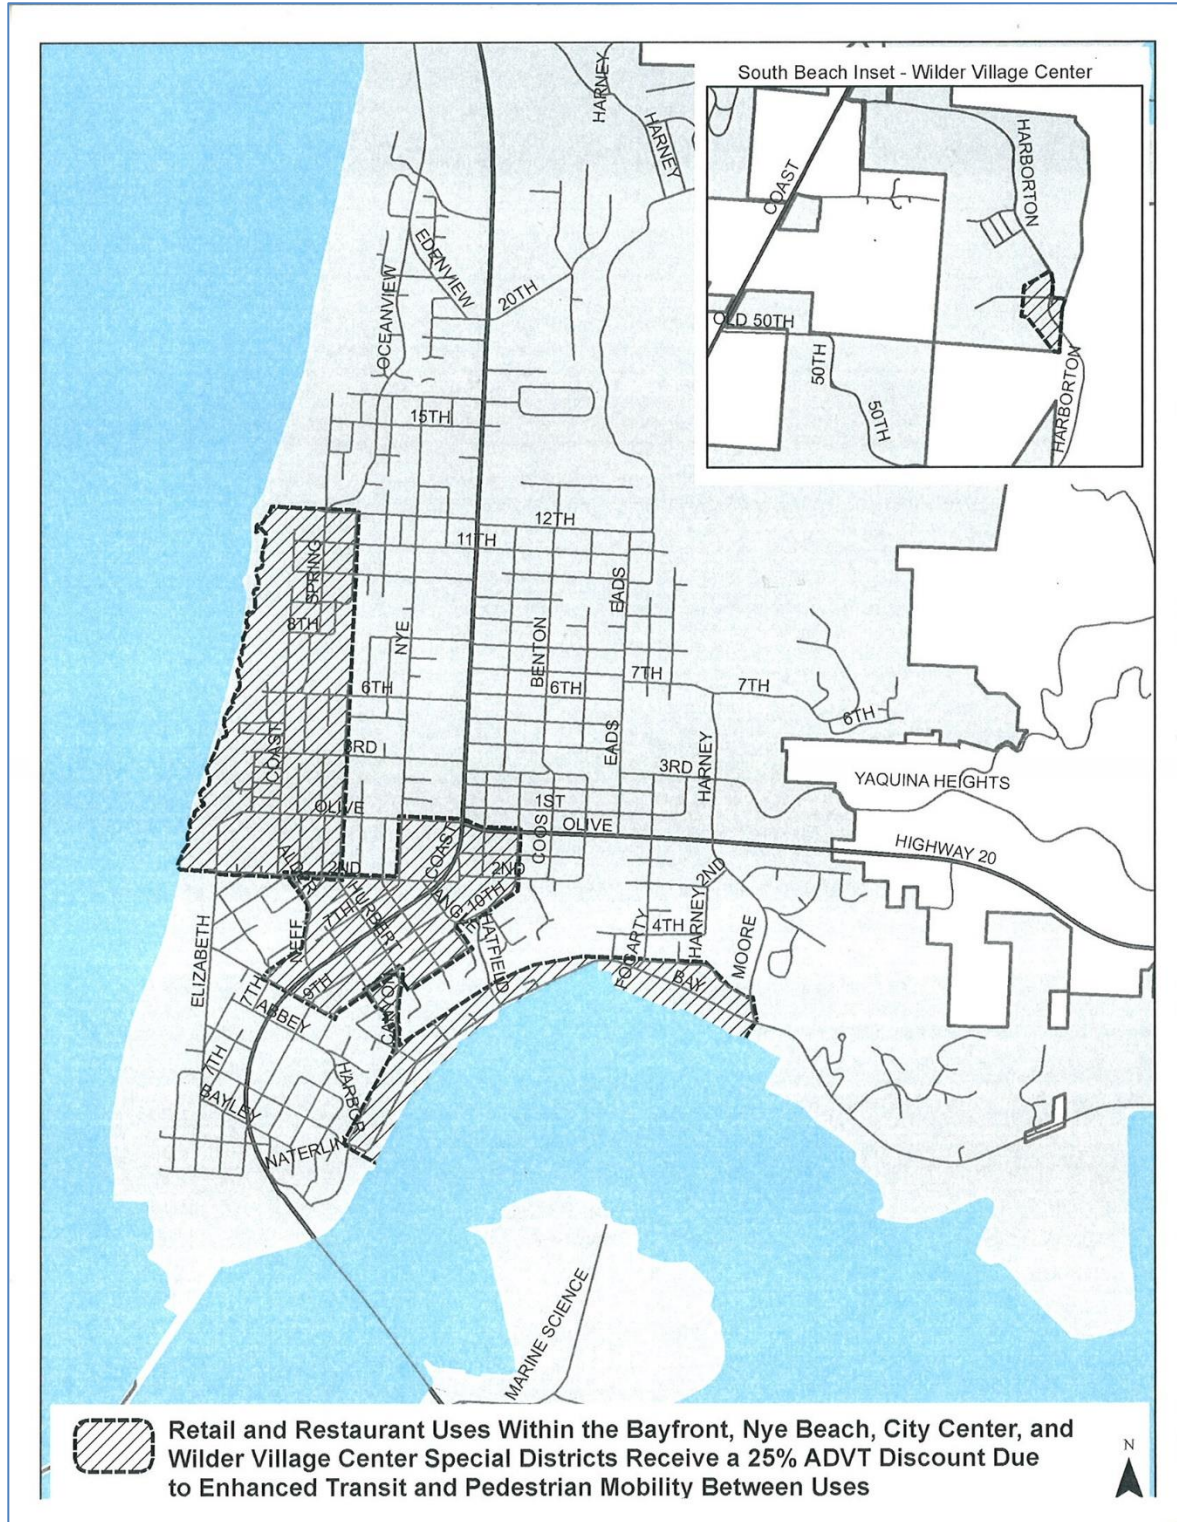 South Beach Inset - Wilder Village Center
HARNEY
HARNEY
HARBORTON
COAST
EDENVIEW
OCEANVIEW
20TH
OLD 50TH
50TH
50TH
HARBORTON
15TH
12TH
11TH
SPRING
EADS
8TH
NYE
BENTON
7TH
7TH
6TH
6TH
6TH
COAST
3RD
EADS
3RD
HARNEY
YAQUINA HEIGHTS
OLIVE
1ST
COOS
OLIVE
HIGHWAY 20
COAST
ALDER
2ND
2ND
2ND
ANGLE
10TH
HURBERT
7TH
HATFIELD
HARNEY
4TH
FOGARTY
MOORE
NEFF
ELIZABETH
BAY
7TH
9TH
ABBEY
CANYON
7TH
BAYLEY
HARBOR
NATERLIN
MARINE SCIENCE
Retail and Restaurant Uses Within the Bayfront, Nye Beach, City Center, and
Wilder Village Center Special Districts Receive a 25% ADVT Discount Due
to Enhanced Transit and Pedestrian Mobility Between Uses
N